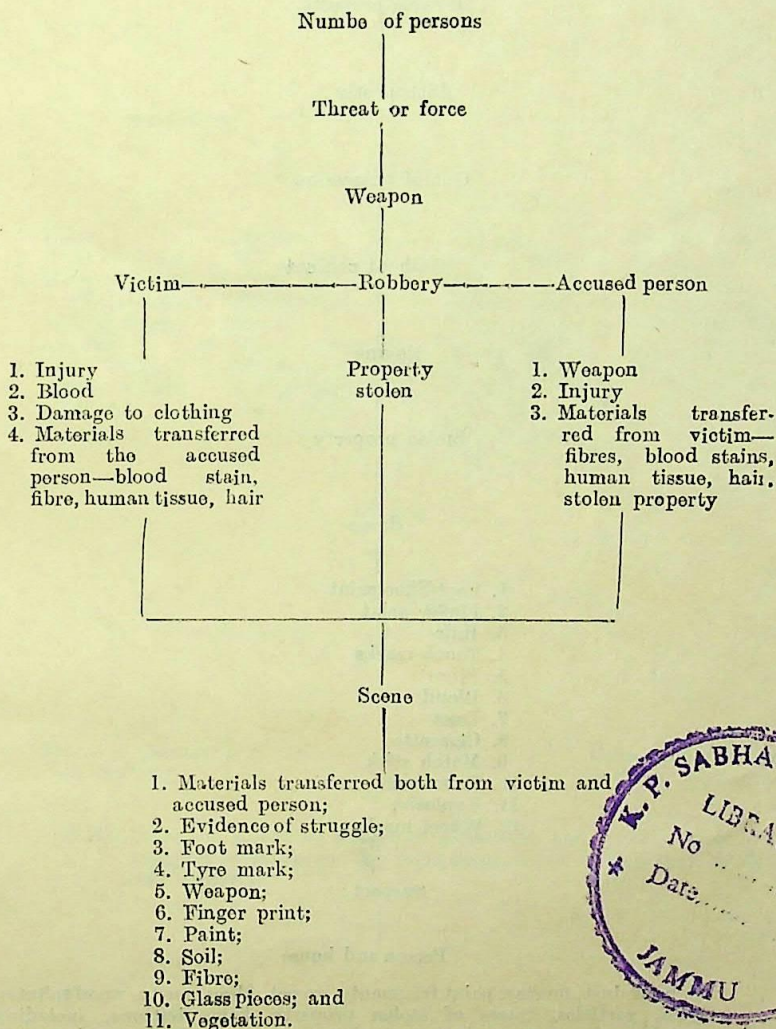 Numbe of persons
Threat or force
Weapon
Victim
Robbery
Accused person
1. Injury
2. Blood
3. Damage to clothing
4. Materials transferred
from the accused
person—blood stain,
fibre, human tissue, hair
Property
stolen
1. Weapon
2. Injury
3. Materials transfer-
red from victim—
fibres, blood stains,
human tissue, hair,
stolen property
Scene
1. Materials transferred both from victim and
accused person;
2. Evidence of struggle;
3. Foot mark;
4. Tyre mark;
5. Weapon;
6. Finger print;
7. Paint;
8. Soil;
9. Fibre;
10. Glass pieces; and
11. Vegetation.
K. P. SABHA
LIBRA
No
Date
JAMMU